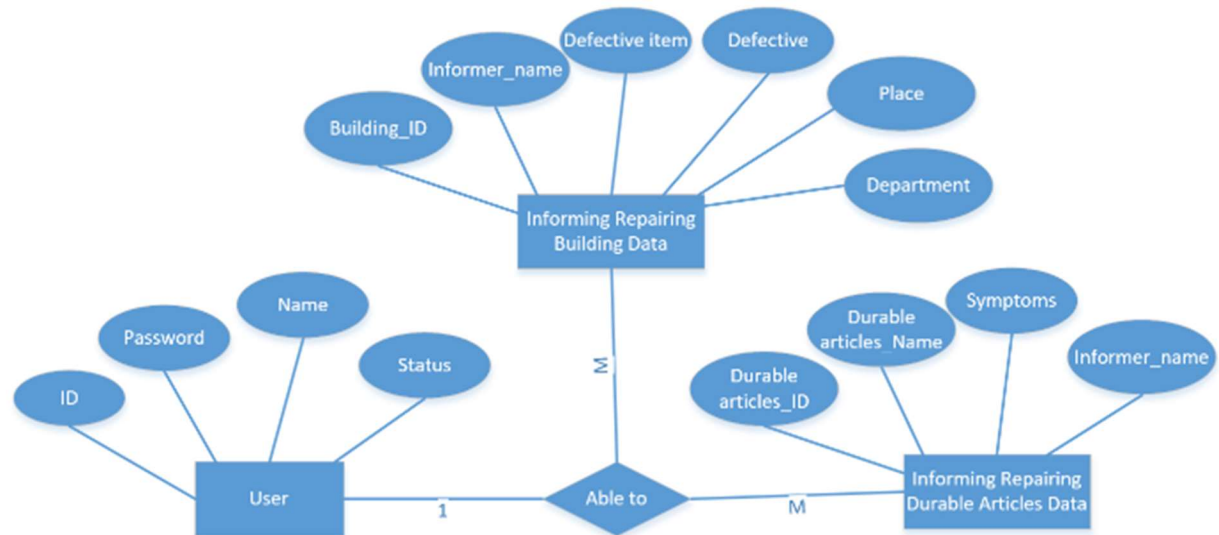 Defective item
Defective
Informer_name
Place
Building_ID
Department
Informing Repairing
Building Data
Name
Symptoms
Durable
articles_Name
Password
Status
Informer_name
Durable
articles_ID
ID
M
User
1
Able to
M
Informing Repairing
Durable Articles Data